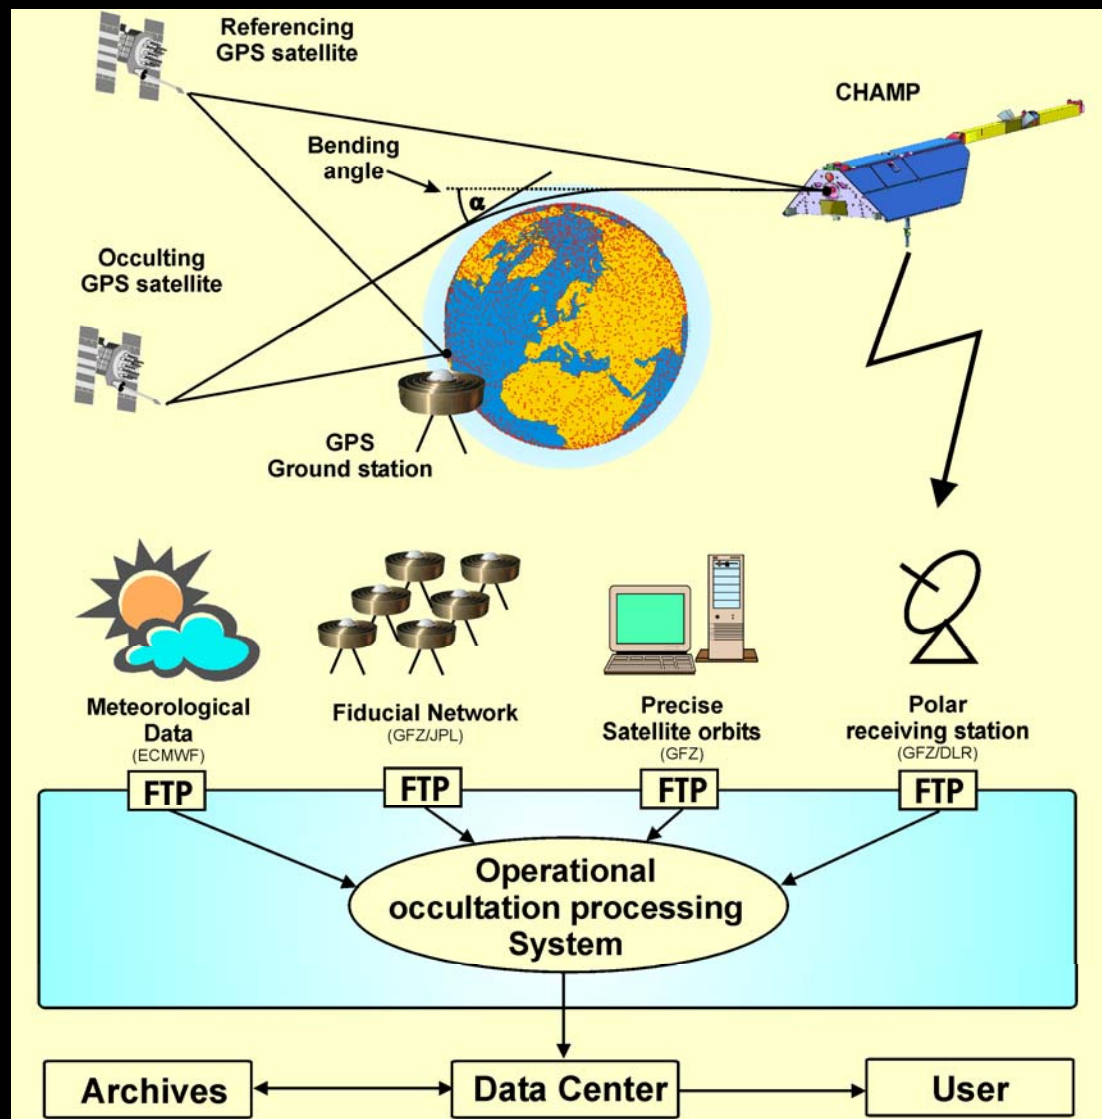 Referencing
GPS satellite
CHAMP
Bending
angle
α
Occulting
GPS satellite
GPS
Ground station
Meteorological
Data
(ECMWF)
Fiducial Network
(GFZ/JPL)
Precise
Satellite orbits
(GFZ)
Polar
receiving station
(GFZ/DLR)
FTP
FTP
FTP
FTP
Operational
occultation processing
System
Archives
Data Center
User